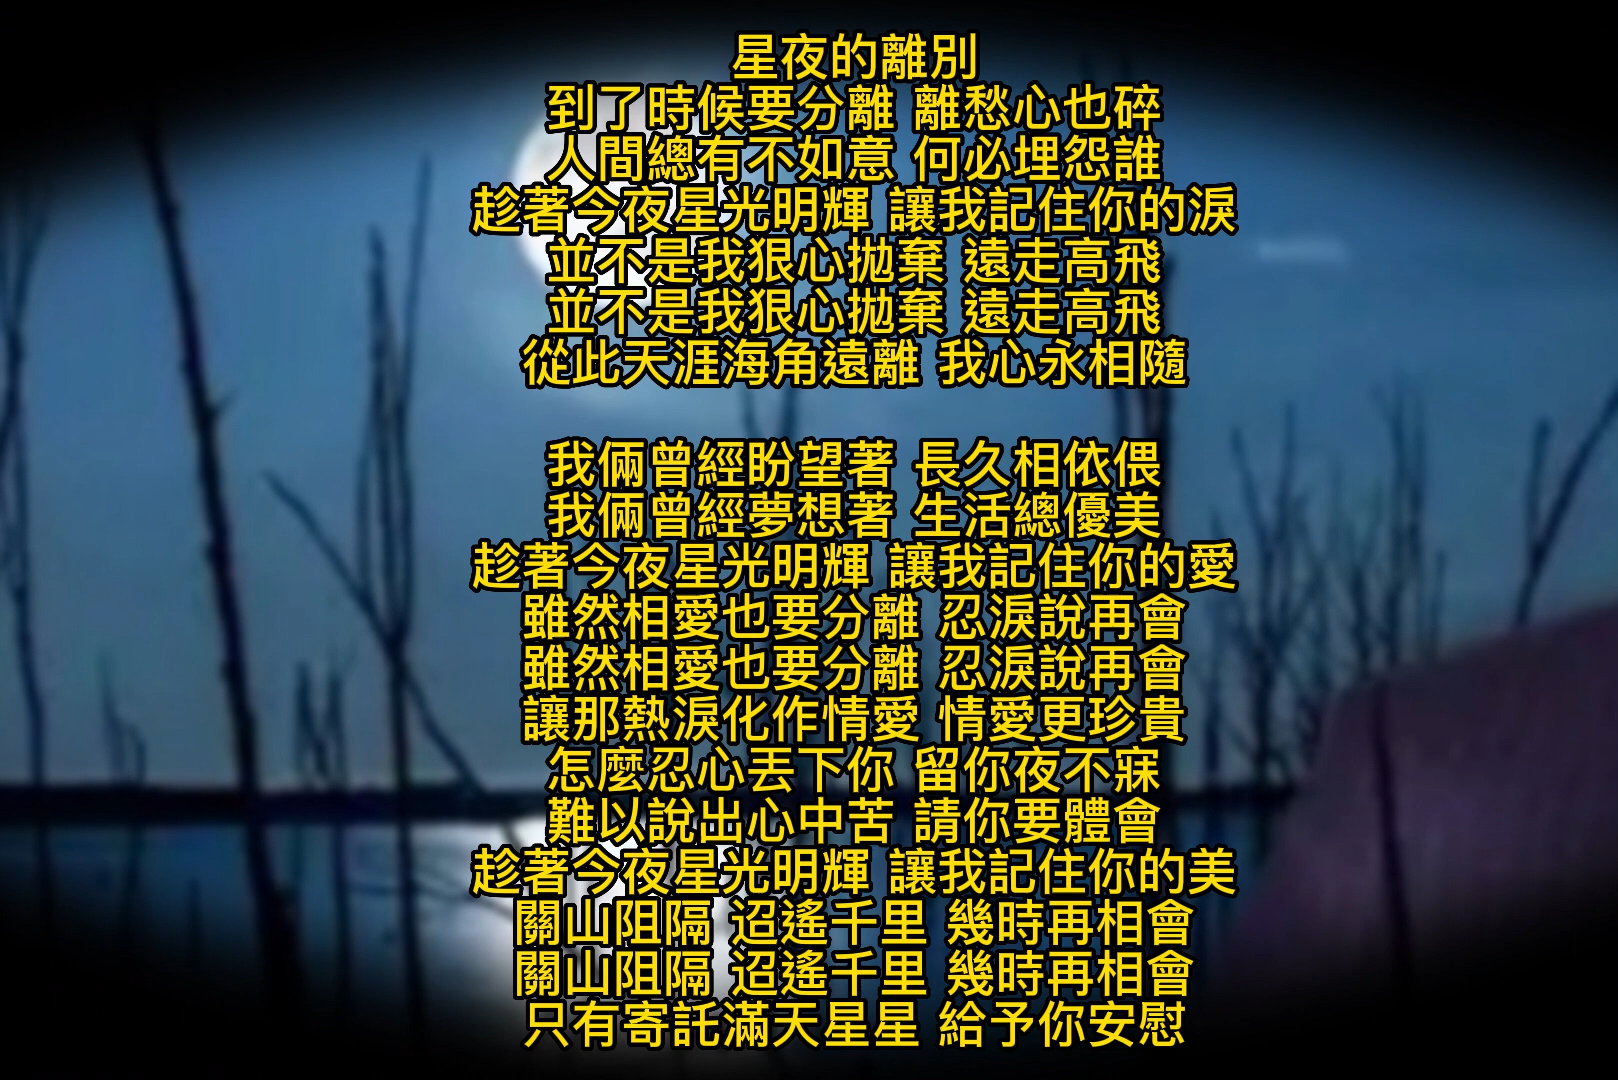 星夜的離別
到了時候要分離 離愁心也碎
人間總有不如意 何必埋怨誰
趁著今夜星光明輝 讓我記住你的淚
並不是我狠心拋棄 遠走高飛
並不是我狠心拋棄 遠走高飛
從此天涯海角遠離 我心永相隨
我倆曾經盼望著 長久相依偎
我倆曾經夢想著 生活總優美
趁著今夜星光明輝 讓我記住你的愛
雖然相愛也要分離 忍淚說再會
雖然相愛也要分離 忍淚說再會
讓那熱淚化作情愛 情愛更珍貴
怎麼忍心丟下你 留你夜不寐
難以說出心中苦 請你要體會
趁著今夜星光明輝 讓我記住你的美
關山阻隔 迢遙千里 幾時再相會
關山阻隔 迢遙千里 幾時再相會
只有寄託滿天星星 給予你安慰